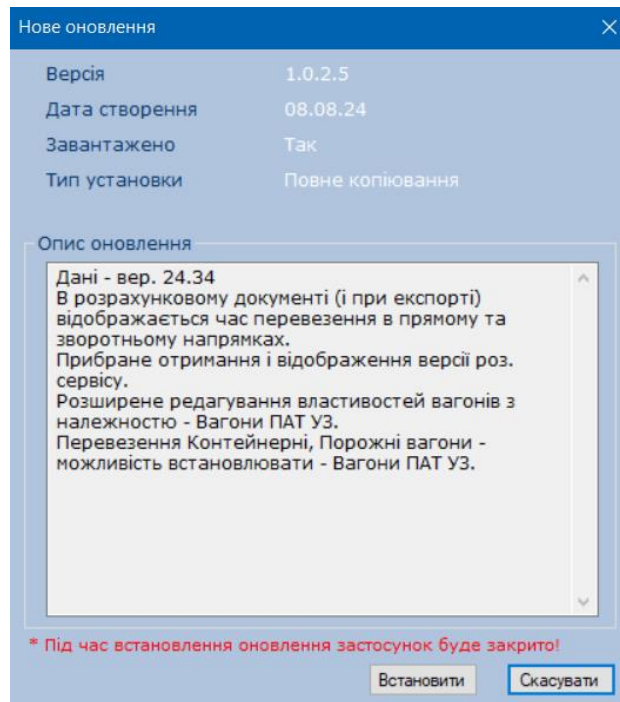 Нове оновлення
Версія 1.0.2.5
Дата створення 08.08.24
Завантажено Так
Тип установки Повне копіювання
Опис оновлення
Дані - вер. 24.34
В розрахунковому документі (і при експорті)
відображається час перевезення в прямому та
зворотньому напрямках.
Прибране отримання і відображення версії роз.
сервісу.
Розширене редагування властивостей вагонів з
належностю - Вагони ПАТ УЗ.
Перевезення Контейнерні, Порожні вагони -
можливість встановлювати - Вагони ПАТ УЗ.
* Під час встановлення оновлення застосунок буде закрито!
Встановити Скасувати